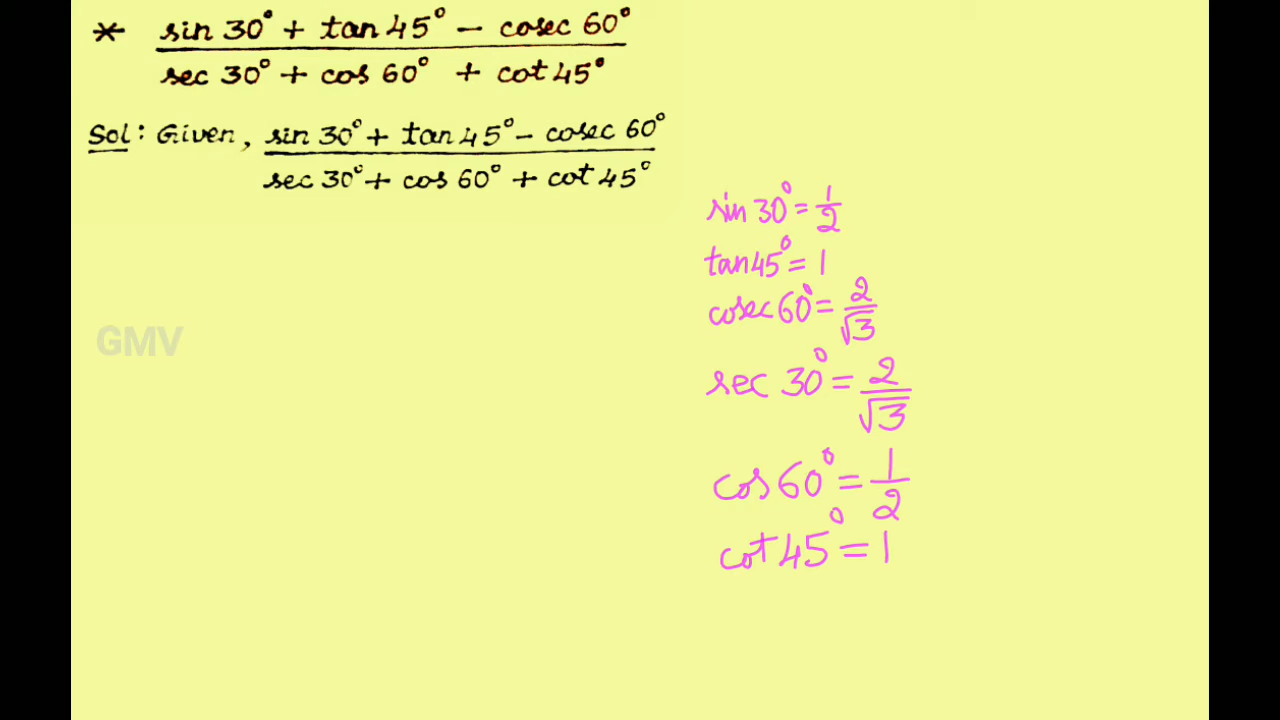 * sin 30° + tan 45° - cosec 60°
sec 30° + cos 60° + cot 45°
Sol: Given, sin 30° + tan 45° - cosec 60°
sec 30° + cos 60° + cot 45°
sin 30° = 1/2
tan 45° = 1
cosec 60° = 2/√3
GMV
sec 30° = 2/√3
cos 60° = 1/2
cot 45° = 1